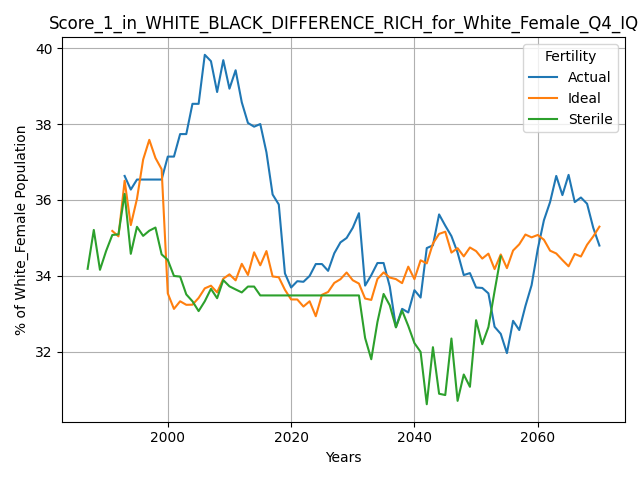 Score_1_in_WHITE_BLACK_DIFFERENCE_RICH_for_White_Female_Q4_IQ
Fertility
Actual
Ideal
Sterile
% of White_Female Population
40
38
36
34
32
2000
2020
2040
2060
Years